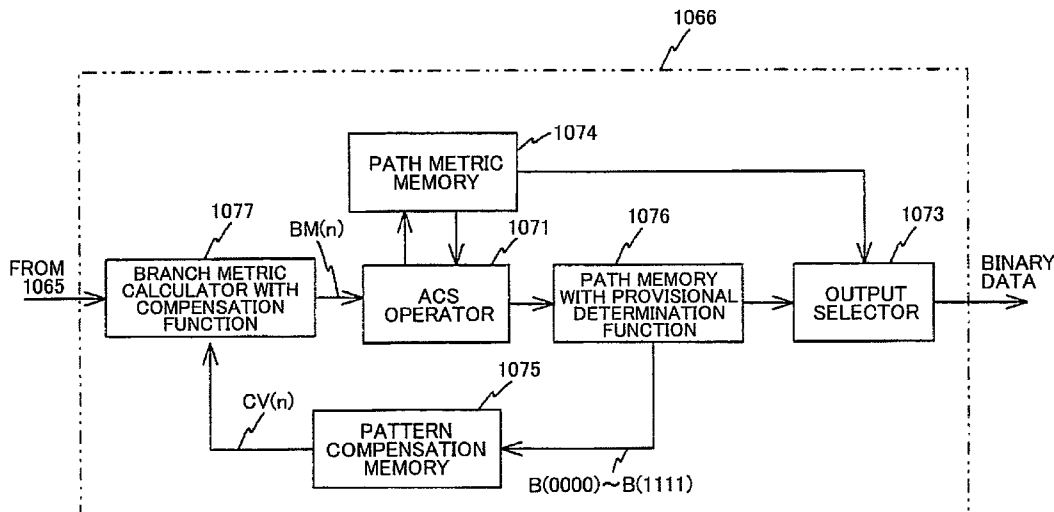 1066
1074
PATH METRIC
MEMORY
1077
BM(n)
1071
1076
1073
FROM
1065
BRANCH METRIC
CALCULATOR WITH
COMPENSATION
FUNCTION
ACS
OPERATOR
PATH MEMORY
WITH PROVISIONAL
DETERMINATION
FUNCTION
OUTPUT
SELECTOR
BINARY
DATA
1075
CV(n)
PATTERN
COMPENSATION
MEMORY
B(0000)～B(1111)